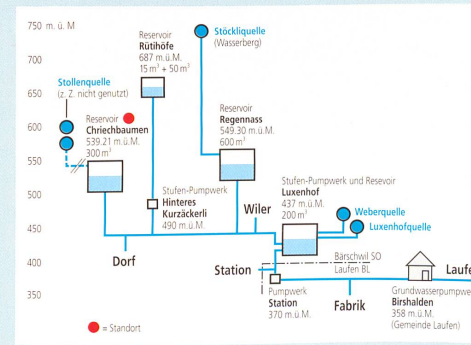 750 m. ü. M
700
650
600
550
500
450
400
350
Stollenquelle
(z. Z. nicht genutzt)
Reservoir
Chriechbaumen
539.21 m.ü.M.
300 m³
Reservoir
Rütihöfe
687 m.ü.M.
15 m³ + 50 m³
Stöckliquelle
(Wasserberg)
Reservoir
Regennass
549.30 m.ü.M.
600 m³
Stufen-Pumpwerk
Hinteres
Kurzäckerli
490 m.ü.M.
Stufen-Pumpwerk und Resevoir
Luxenhof
437 m.ü.M.
200 m³
Weberquelle
Luxenhofquelle
Dorf
Wiler
Station
Bärschwil SO
Laufen BL
Pumpwerk
Station
370 m.ü.M.
Fabrik
Laufe
Grundwasserpumpwe
Birshalden
358 m.ü.M.
(Gemeinde Laufen)
= Standort